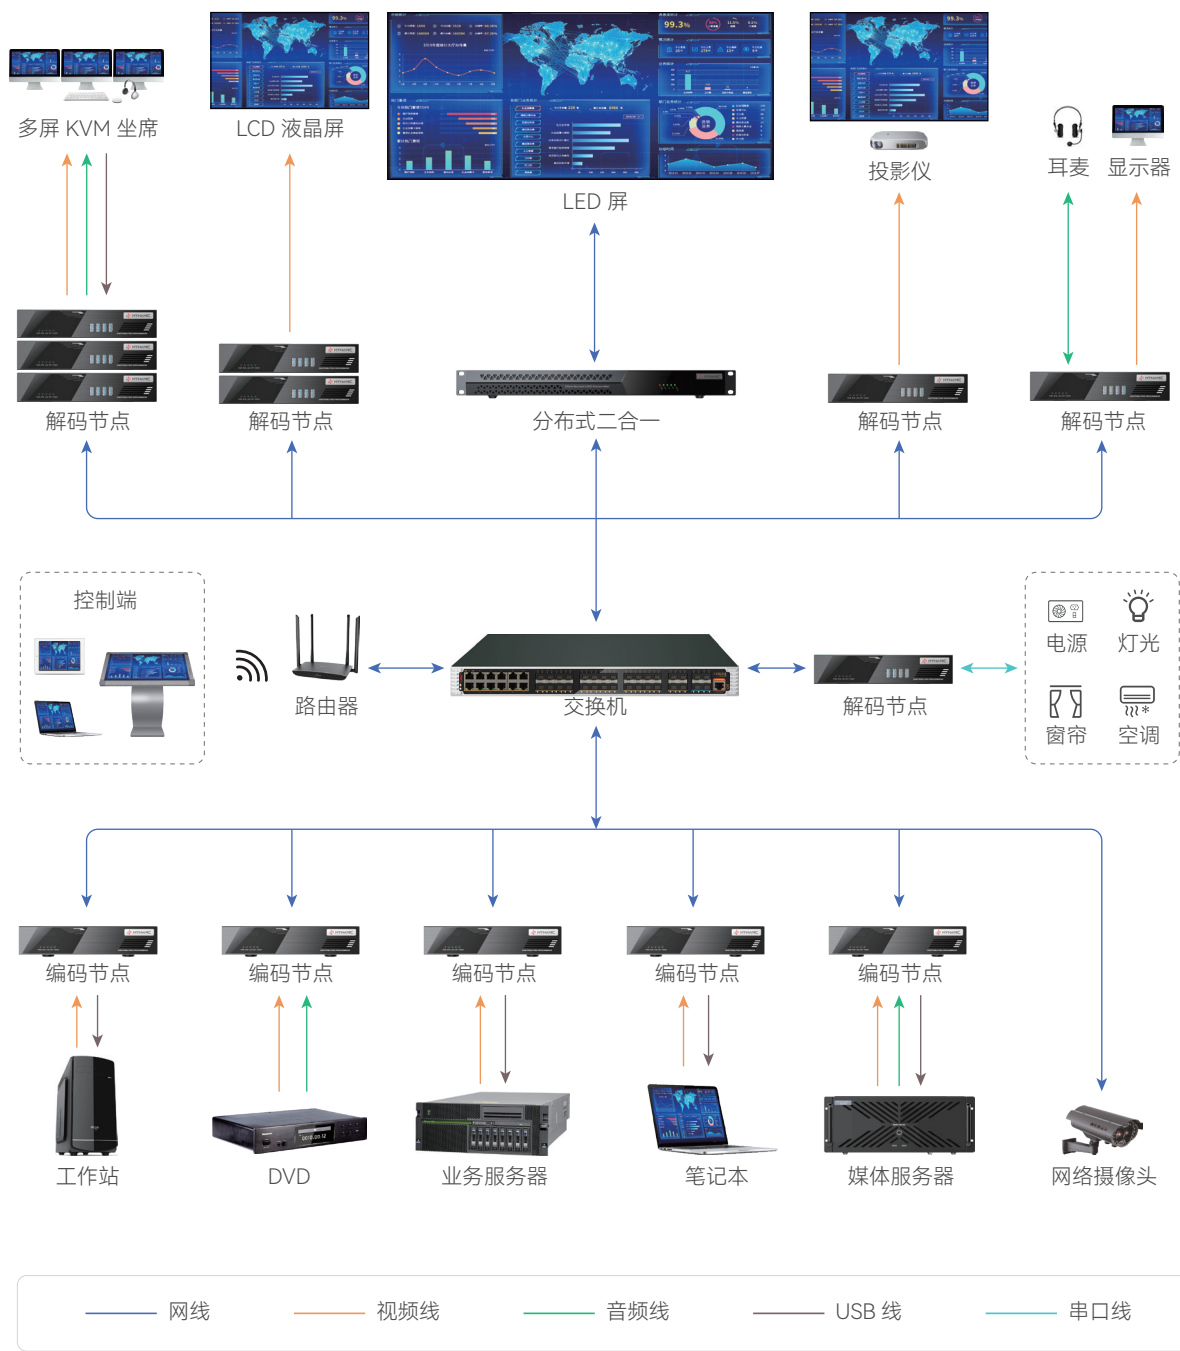 多屏 KVM 坐席
LCD 液晶屏
LED 屏
投影仪
耳麦
显示器
99.3%
99.3%
99.3%
解码节点
解码节点
分布式二合一
解码节点
解码节点
控制端
路由器
交换机
解码节点
电源
灯光
窗帘
空调
编码节点
编码节点
编码节点
编码节点
编码节点
工作站
DVD
业务服务器
笔记本
媒体服务器
网络摄像头
网线
视频线
音频线
USB 线
串口线